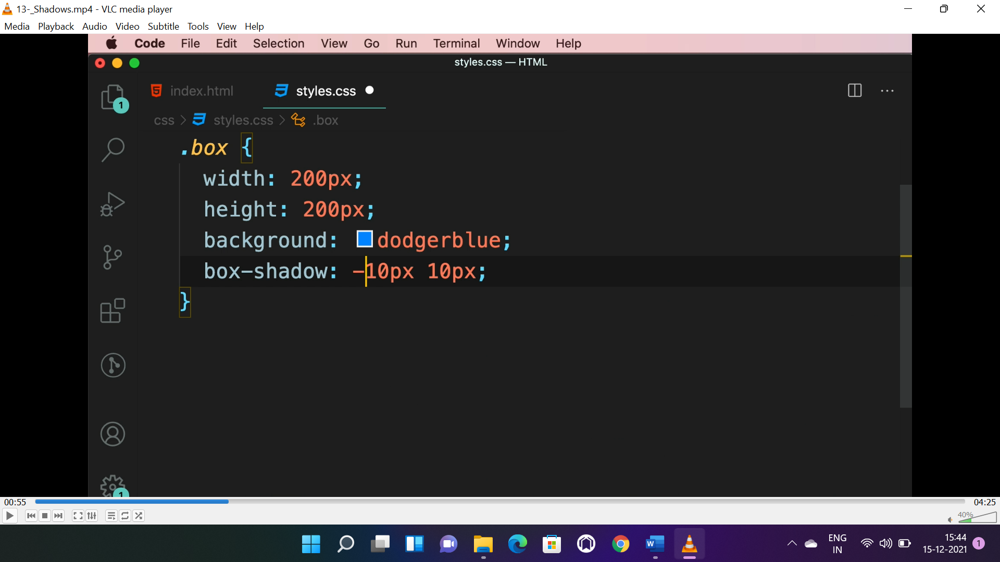 13-_Shadows.mp4 - VLC media player
Media Playback Audio Video Subtitle Tools View Help
Code File Edit Selection View Go Run Terminal Window Help
styles.css — HTML
index.html styles.css
css > styles.css > .box
.box {
width: 200px;
height: 200px;
background: dodgerblue;
box-shadow: -10px 10px;
}
1
1
00:55 04:25
40%
W
ENG
IN
15:44
15-12-2021
1